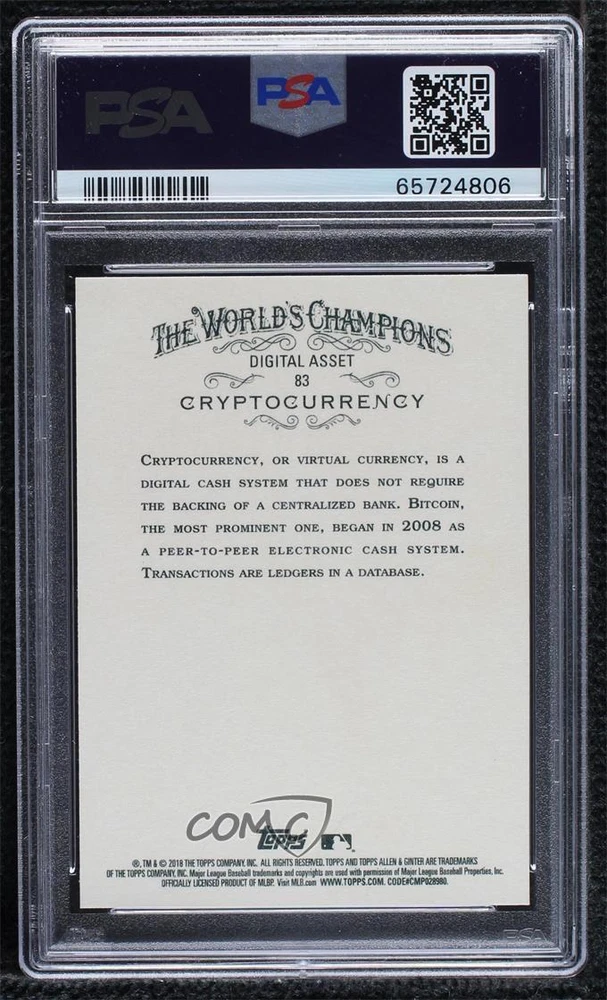 PSA
PSA
65724806
THE WORLD'S CHAMPIONS
DIGITAL ASSET
83
CRYPTOCURRENCY
CRYPTOCURRENCY, OR VIRTUAL CURRENCY, IS A
DIGITAL CASH SYSTEM THAT DOES NOT REQUIRE
THE BACKING OF A CENTRALIZED BANK. BITCOIN,
THE MOST PROMINENT ONE, BEGAN IN 2008 AS
A PEER-TO-PEER ELECTRONIC CASH SYSTEM.
TRANSACTIONS ARE LEDGERS IN A DATABASE.
COMC
Topps
®, TM & © 2018 THE TOPPS COMPANY, INC. ALL RIGHTS RESERVED. TOPPS AND TOPPS ALLEN & GINTER ARE TRADEMARKS
OF THE TOPPS COMPANY, INC. Major League Baseball trademarks and copyrights are used with permission of Major League Baseball Properties, Inc.
OFFICIALLY LICENSED PRODUCT OF MLBP. Visit MLB.com WWW.TOPPS.COM. CODE#CMP028980.
PSA